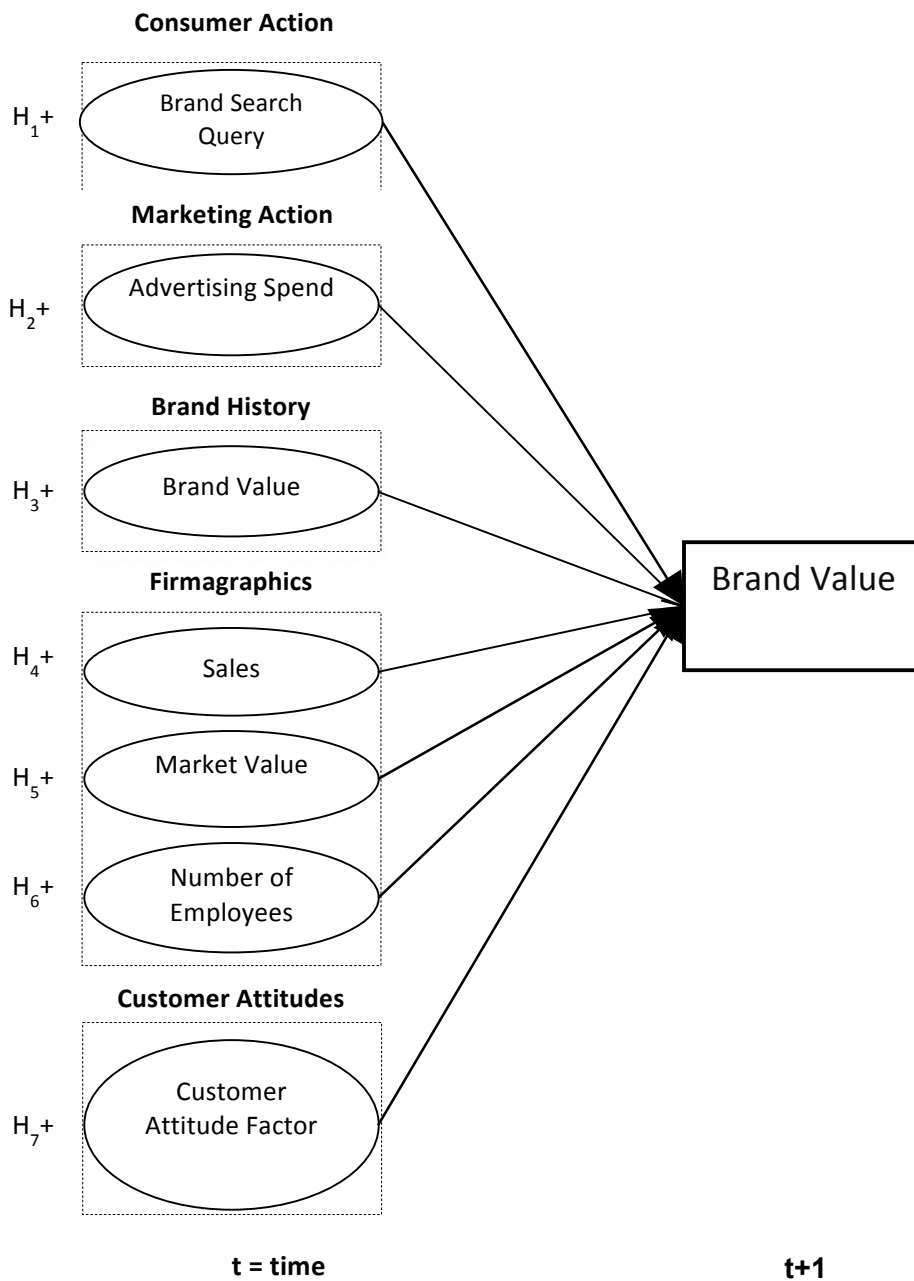 Consumer Action
H1+
Brand Search
Query
Marketing Action
H2+
Advertising Spend
Brand History
H3+
Brand Value
Firmagraphics
H4+
Sales
H5+
Market Value
H6+
Number of
Employees
Customer Attitudes
H7+
Customer
Attitude Factor
Brand Value
t = time
t+1